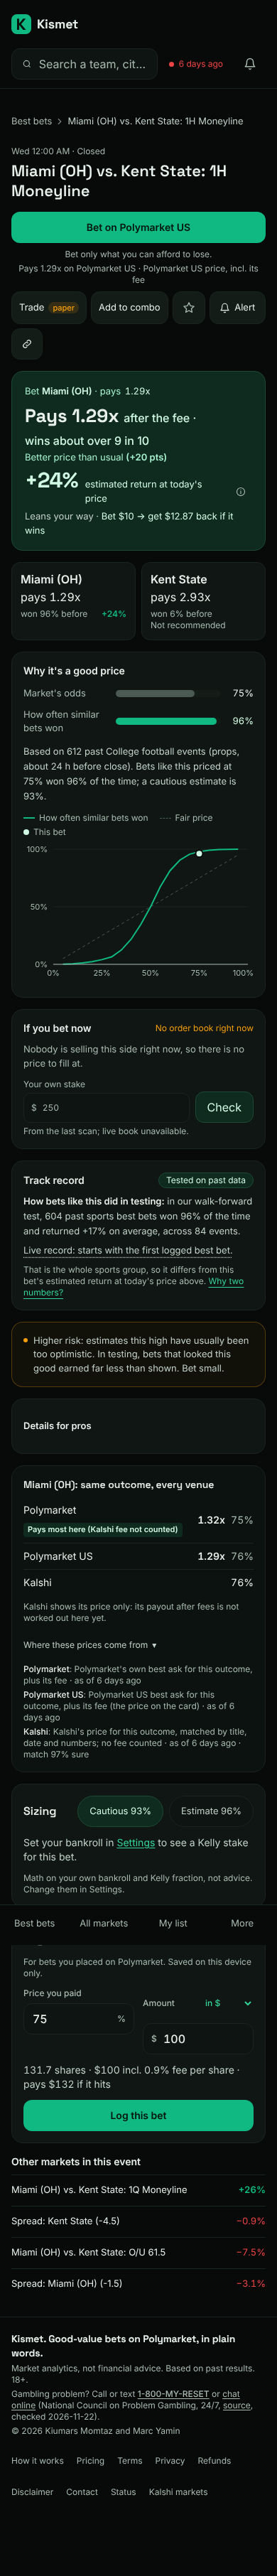 Kismet
Search a team, cit...
6 days ago
Best bets > Miami (OH) vs. Kent State: 1H Moneyline
Wed 12:00 AM · Closed
Miami (OH) vs. Kent State: 1H
Moneyline
Bet on Polymarket US
Bet only what you can afford to lose.
Pays 1.29x on Polymarket US · Polymarket US price, incl. its
fee
Trade paper
Add to combo
Alert
Bet Miami (OH) · pays 1.29x
Pays 1.29x after the fee ·
wins about over 9 in 10
Better price than usual (+20 pts)
+24% estimated return at today's
price
Leans your way · Bet $10 → get $12.87 back if it
wins
Miami (OH)
pays 1.29x
won 96% before +24%
Kent State
pays 2.93x
won 6% before
Not recommended
Why it's a good price
Market's odds 75%
How often similar
bets won 96%
Based on 612 past College football events (props,
about 24 h before close). Bets like this priced at
75% won 96% of the time; a cautious estimate is
93%.
How often similar bets won
Fair price
This bet
100%
50%
0%
0% 25% 50% 75% 100%
If you bet now No order book right now
Nobody is selling this side right now, so there is no
price to fill at.
Your own stake
$ 250
Check
From the last scan; live book unavailable.
Track record Tested on past data
How bets like this did in testing: in our walk-forward
test, 604 past sports best bets won 96% of the time
and returned +17% on average, across 84 events.
Live record: starts with the first logged best bet.
That is the whole sports group, so it differs from this
bet's estimated return at today's price above. Why two
numbers?
Higher risk: estimates this high have usually been
too optimistic. In testing, bets that looked this
good earned far less than shown. Bet small.
Details for pros
Miami (OH): same outcome, every venue
Polymarket
Pays most here (Kalshi fee not counted)
1.32x 75%
Polymarket US 1.29x 76%
Kalshi 76%
Kalshi shows its price only: its payout after fees is not
worked out here yet.
Where these prices come from ▾
Polymarket: Polymarket's own best ask for this outcome,
plus its fee · as of 6 days ago
Polymarket US: Polymarket US best ask for this
outcome, plus its fee (the price on the card) · as of 6
days ago
Kalshi: Kalshi's price for this outcome, matched by title,
date and numbers; no fee counted · as of 6 days ago ·
match 97% sure
Sizing
Cautious 93%
Estimate 96%
Set your bankroll in Settings to see a Kelly stake
for this bet.
Math on your own bankroll and Kelly fraction, not advice.
Change them in Settings.
Best bets
All markets
My list
More
For bets you placed on Polymarket. Saved on this device
only.
Price you paid
75 %
Amount in $
$ 100
131.7 shares · $100 incl. 0.9% fee per share ·
pays $132 if it hits
Log this bet
Other markets in this event
Miami (OH) vs. Kent State: 1Q Moneyline +26%
Spread: Kent State (-4.5) −0.9%
Miami (OH) vs. Kent State: O/U 61.5 −7.5%
Spread: Miami (OH) (-1.5) −3.1%
Kismet. Good-value bets on Polymarket, in plain
words.
Market analytics, not financial advice. Based on past results.
18+.
Gambling problem? Call or text 1-800-MY-RESET or chat
online (National Council on Problem Gambling, 24/7, source,
checked 2026-11-22).
© 2026 Kiumars Momtaz and Marc Yamin
How it works
Pricing
Terms
Privacy
Refunds
Disclaimer
Contact
Status
Kalshi markets